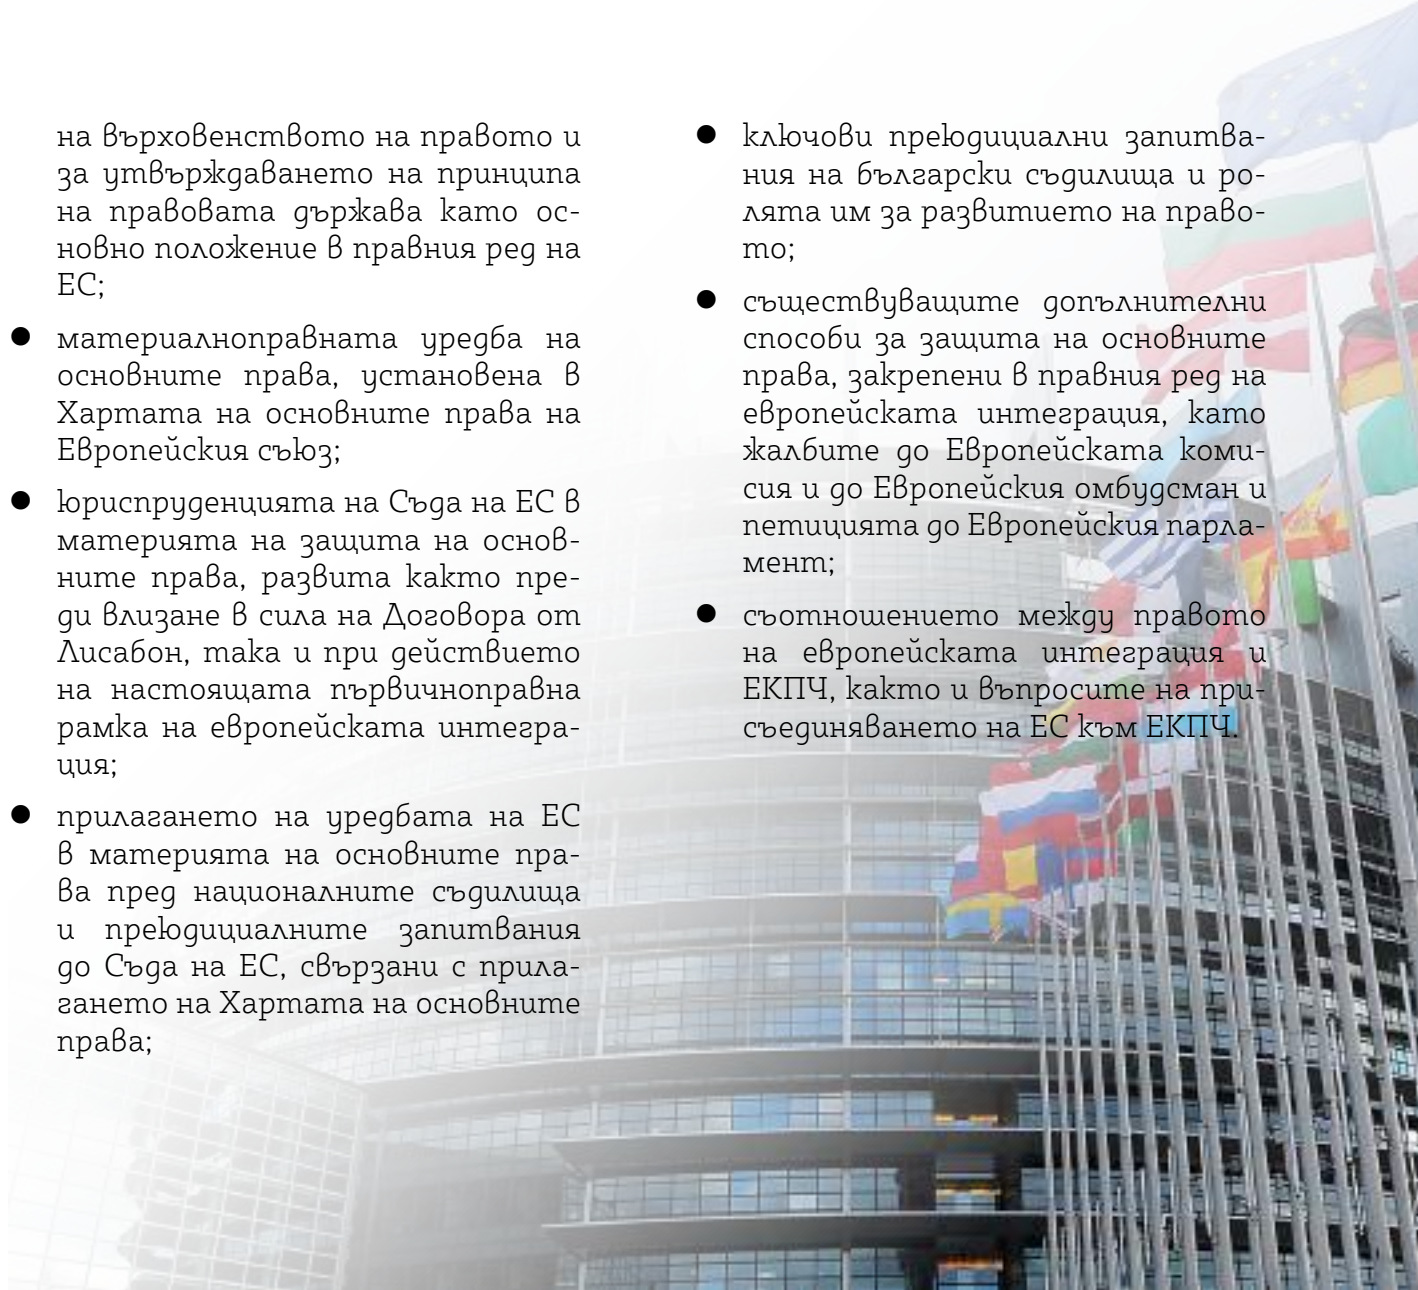 на върховенството на правото и
за утвърждаването на принципа
на правовата държава като ос-
новно положение в правния ред на
ЕС;
● материалноправната уредба на
основните права, установена в
Хартата на основните права на
Европейския съюз;
● юриспруденцията на Съда на ЕС в
материята на защита на основ-
ните права, развита както пре-
ди влизане в сила на Договора от
Лисабон, така и при действието
на настоящата първичноправна
рамка на европейската интегра-
ция;
● прилагането на уредбата на ЕС
в материята на основните пра-
ва пред националните съдилища
и преюдициалните запитвания
до Съда на ЕС, свързани с прила-
гането на Хартата на основните
права;
● ключови преюдициални запитва-
ния на български съдилища и ро-
лята им за развитието на право-
то;
● съществуващите допълнителни
способи за защита на основните
права, закрепени в правния ред на
европейската интеграция, като
жалбите до Европейската коми-
сия и до Европейския омбудсман и
петицията до Европейския парла-
мент;
● съотношението между правото
на европейската интеграция и
ЕКПЧ, както и въпросите на при-
съединяването на ЕС към ЕКПЧ.